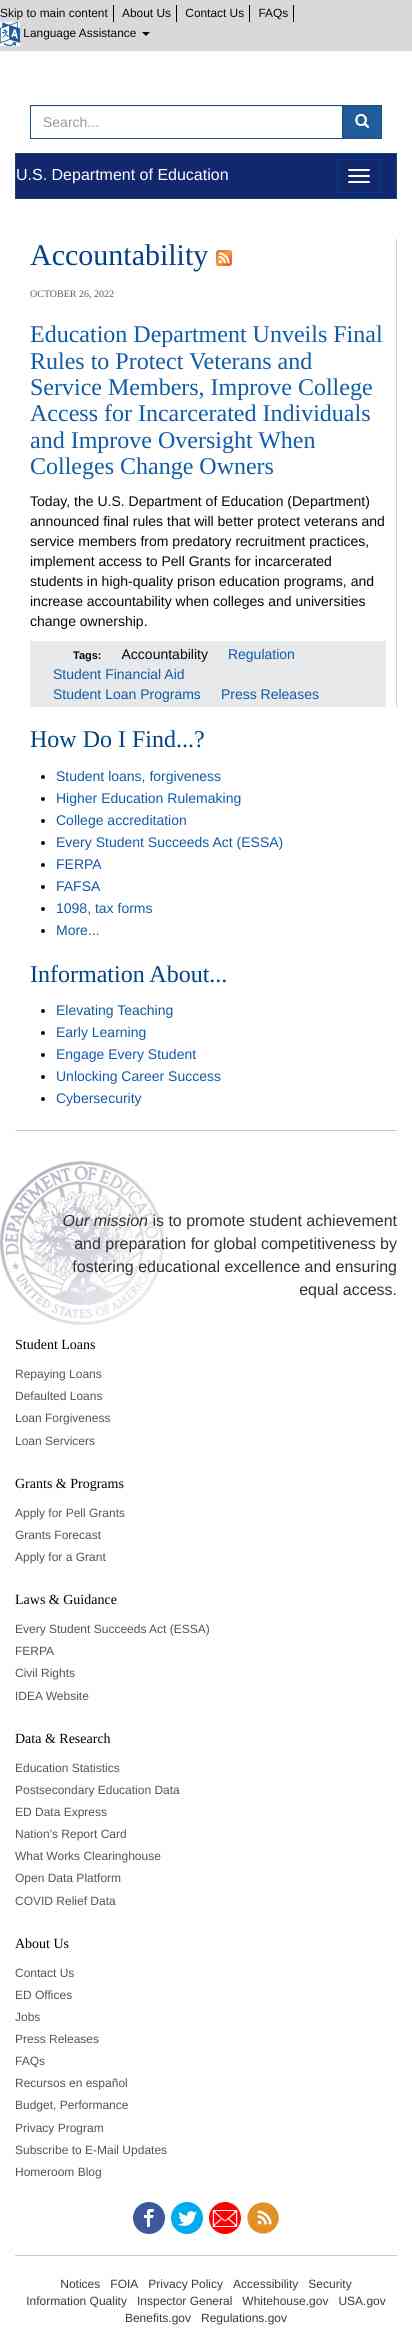 Skip to main content About Us Contact Us FAQs
Language Assistance
Search...
U.S. Department of Education
Accountability
OCTOBER 26, 2022
Education Department Unveils Final
Rules to Protect Veterans and
Service Members, Improve College
Access for Incarcerated Individuals
and Improve Oversight When
Colleges Change Owners
Today, the U.S. Department of Education (Department)
announced final rules that will better protect veterans and
service members from predatory recruitment practices,
implement access to Pell Grants for incarcerated
students in high-quality prison education programs, and
increase accountability when colleges and universities
change ownership.
Tags: Accountability Regulation
Student Financial Aid
Student Loan Programs Press Releases
How Do I Find...?
Student loans, forgiveness
Higher Education Rulemaking
College accreditation
Every Student Succeeds Act (ESSA)
FERPA
FAFSA
1098, tax forms
More...
Information About...
Elevating Teaching
Early Learning
Engage Every Student
Unlocking Career Success
Cybersecurity
DEPARTMENT OF EDUCATION
UNITED STATES OF AMERICA
Our mission is to promote student achievement
and preparation for global competitiveness by
fostering educational excellence and ensuring
equal access.
Student Loans
Repaying Loans
Defaulted Loans
Loan Forgiveness
Loan Servicers
Grants & Programs
Apply for Pell Grants
Grants Forecast
Apply for a Grant
Laws & Guidance
Every Student Succeeds Act (ESSA)
FERPA
Civil Rights
IDEA Website
Data & Research
Education Statistics
Postsecondary Education Data
ED Data Express
Nation's Report Card
What Works Clearinghouse
Open Data Platform
COVID Relief Data
About Us
Contact Us
ED Offices
Jobs
Press Releases
FAQs
Recursos en español
Budget, Performance
Privacy Program
Subscribe to E-Mail Updates
Homeroom Blog
Notices FOIA Privacy Policy Accessibility Security
Information Quality Inspector General Whitehouse.gov USA.gov
Benefits.gov Regulations.gov